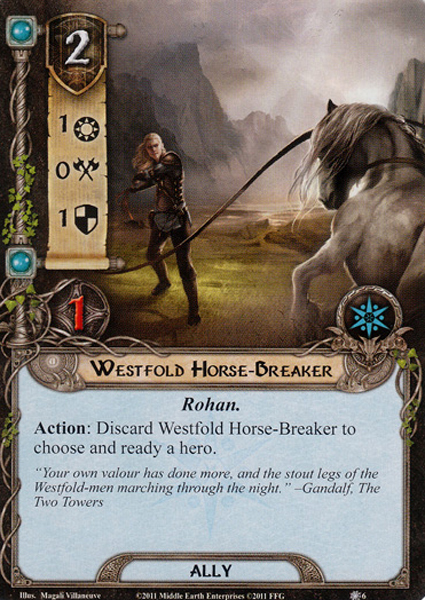 2
1
0
1
1
Westfold Horse-Breaker
Rohan.
Action: Discard Westfold Horse-Breaker to
choose and ready a hero.
“Your own valour has done more, and the stout legs of the
Westfold-men marching through the night.” –Gandalf, The
Two Towers
ALLY
Illus. Magali Villaneuve
©2011 Middle Earth Enterprises ©2011 FFG
6